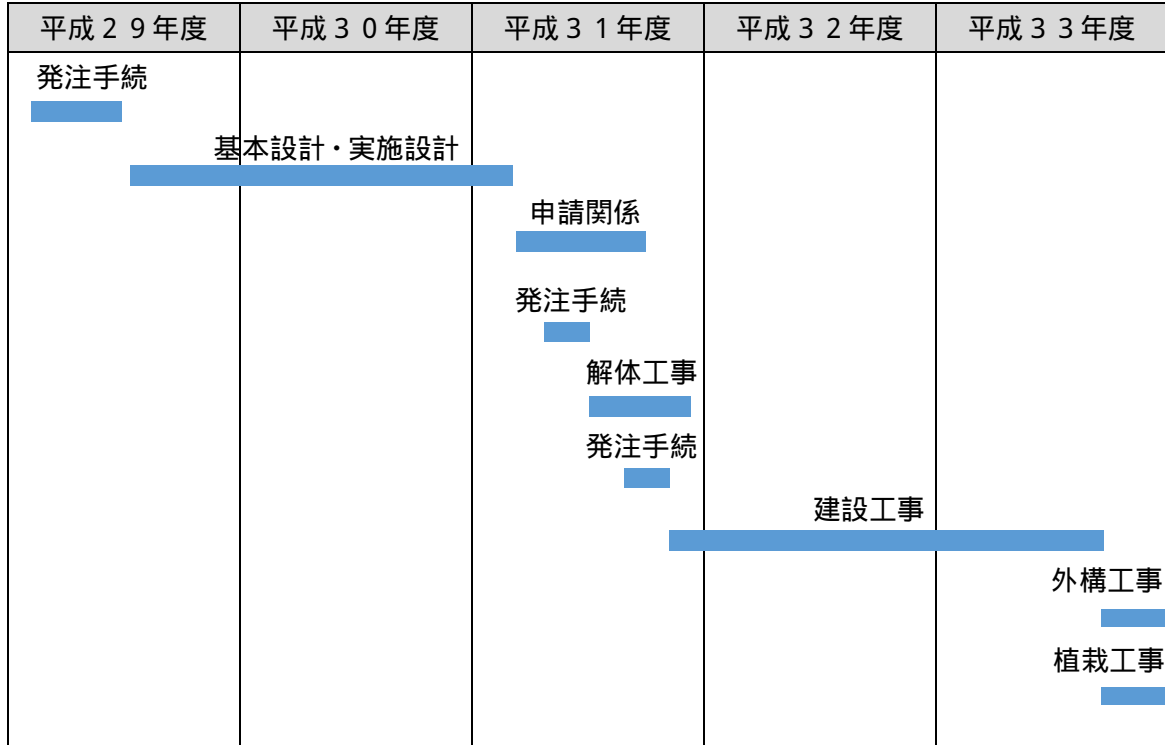 平成２９年度 平成３０年度 平成３１年度 平成３２年度 平成３３年度
発注手続
基本設計・実施設計
申請関係
発注手続
解体工事
発注手続
建設工事
外構工事
植栽工事